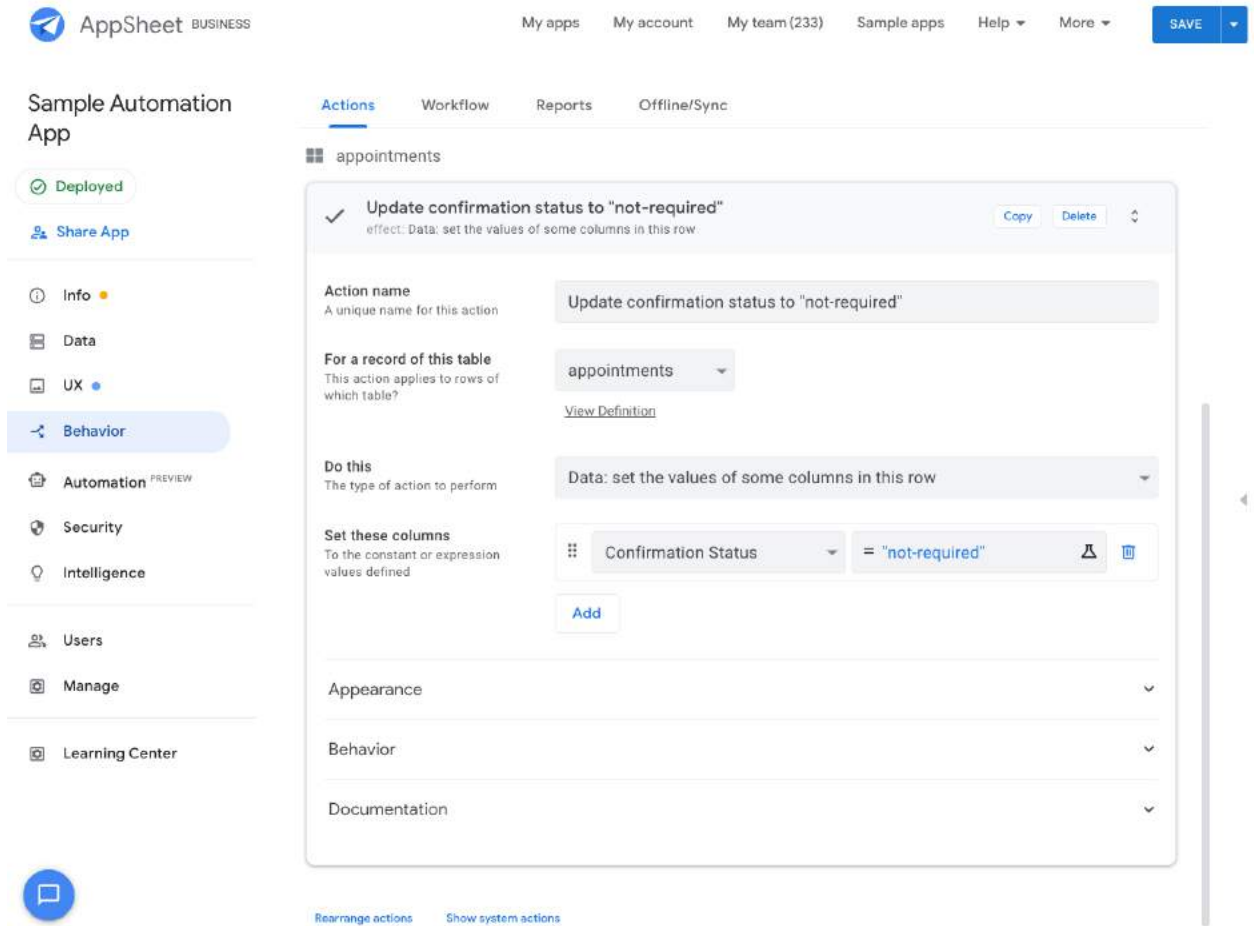 AppSheet BUSINESS
My apps My account My team (233) Sample apps Help More SAVE
Sample Automation
App
Deployed
Share App
Info
Data
UX
Behavior
Automation PREVIEW
Security
Intelligence
Users
Manage
Learning Center
Actions Workflow Reports Offline/Sync
appointments
Update confirmation status to "not-required"
effect: Data: set the values of some columns in this row
Copy Delete
Action name
A unique name for this action
Update confirmation status to "not-required"
For a record of this table
This action applies to rows of
which table?
appointments
View Definition
Do this
The type of action to perform
Data: set the values of some columns in this row
Set these columns
To the constant or expression
values defined
Confirmation Status = "not-required"
Add
Appearance
Behavior
Documentation
Rearrange actions Show system actions